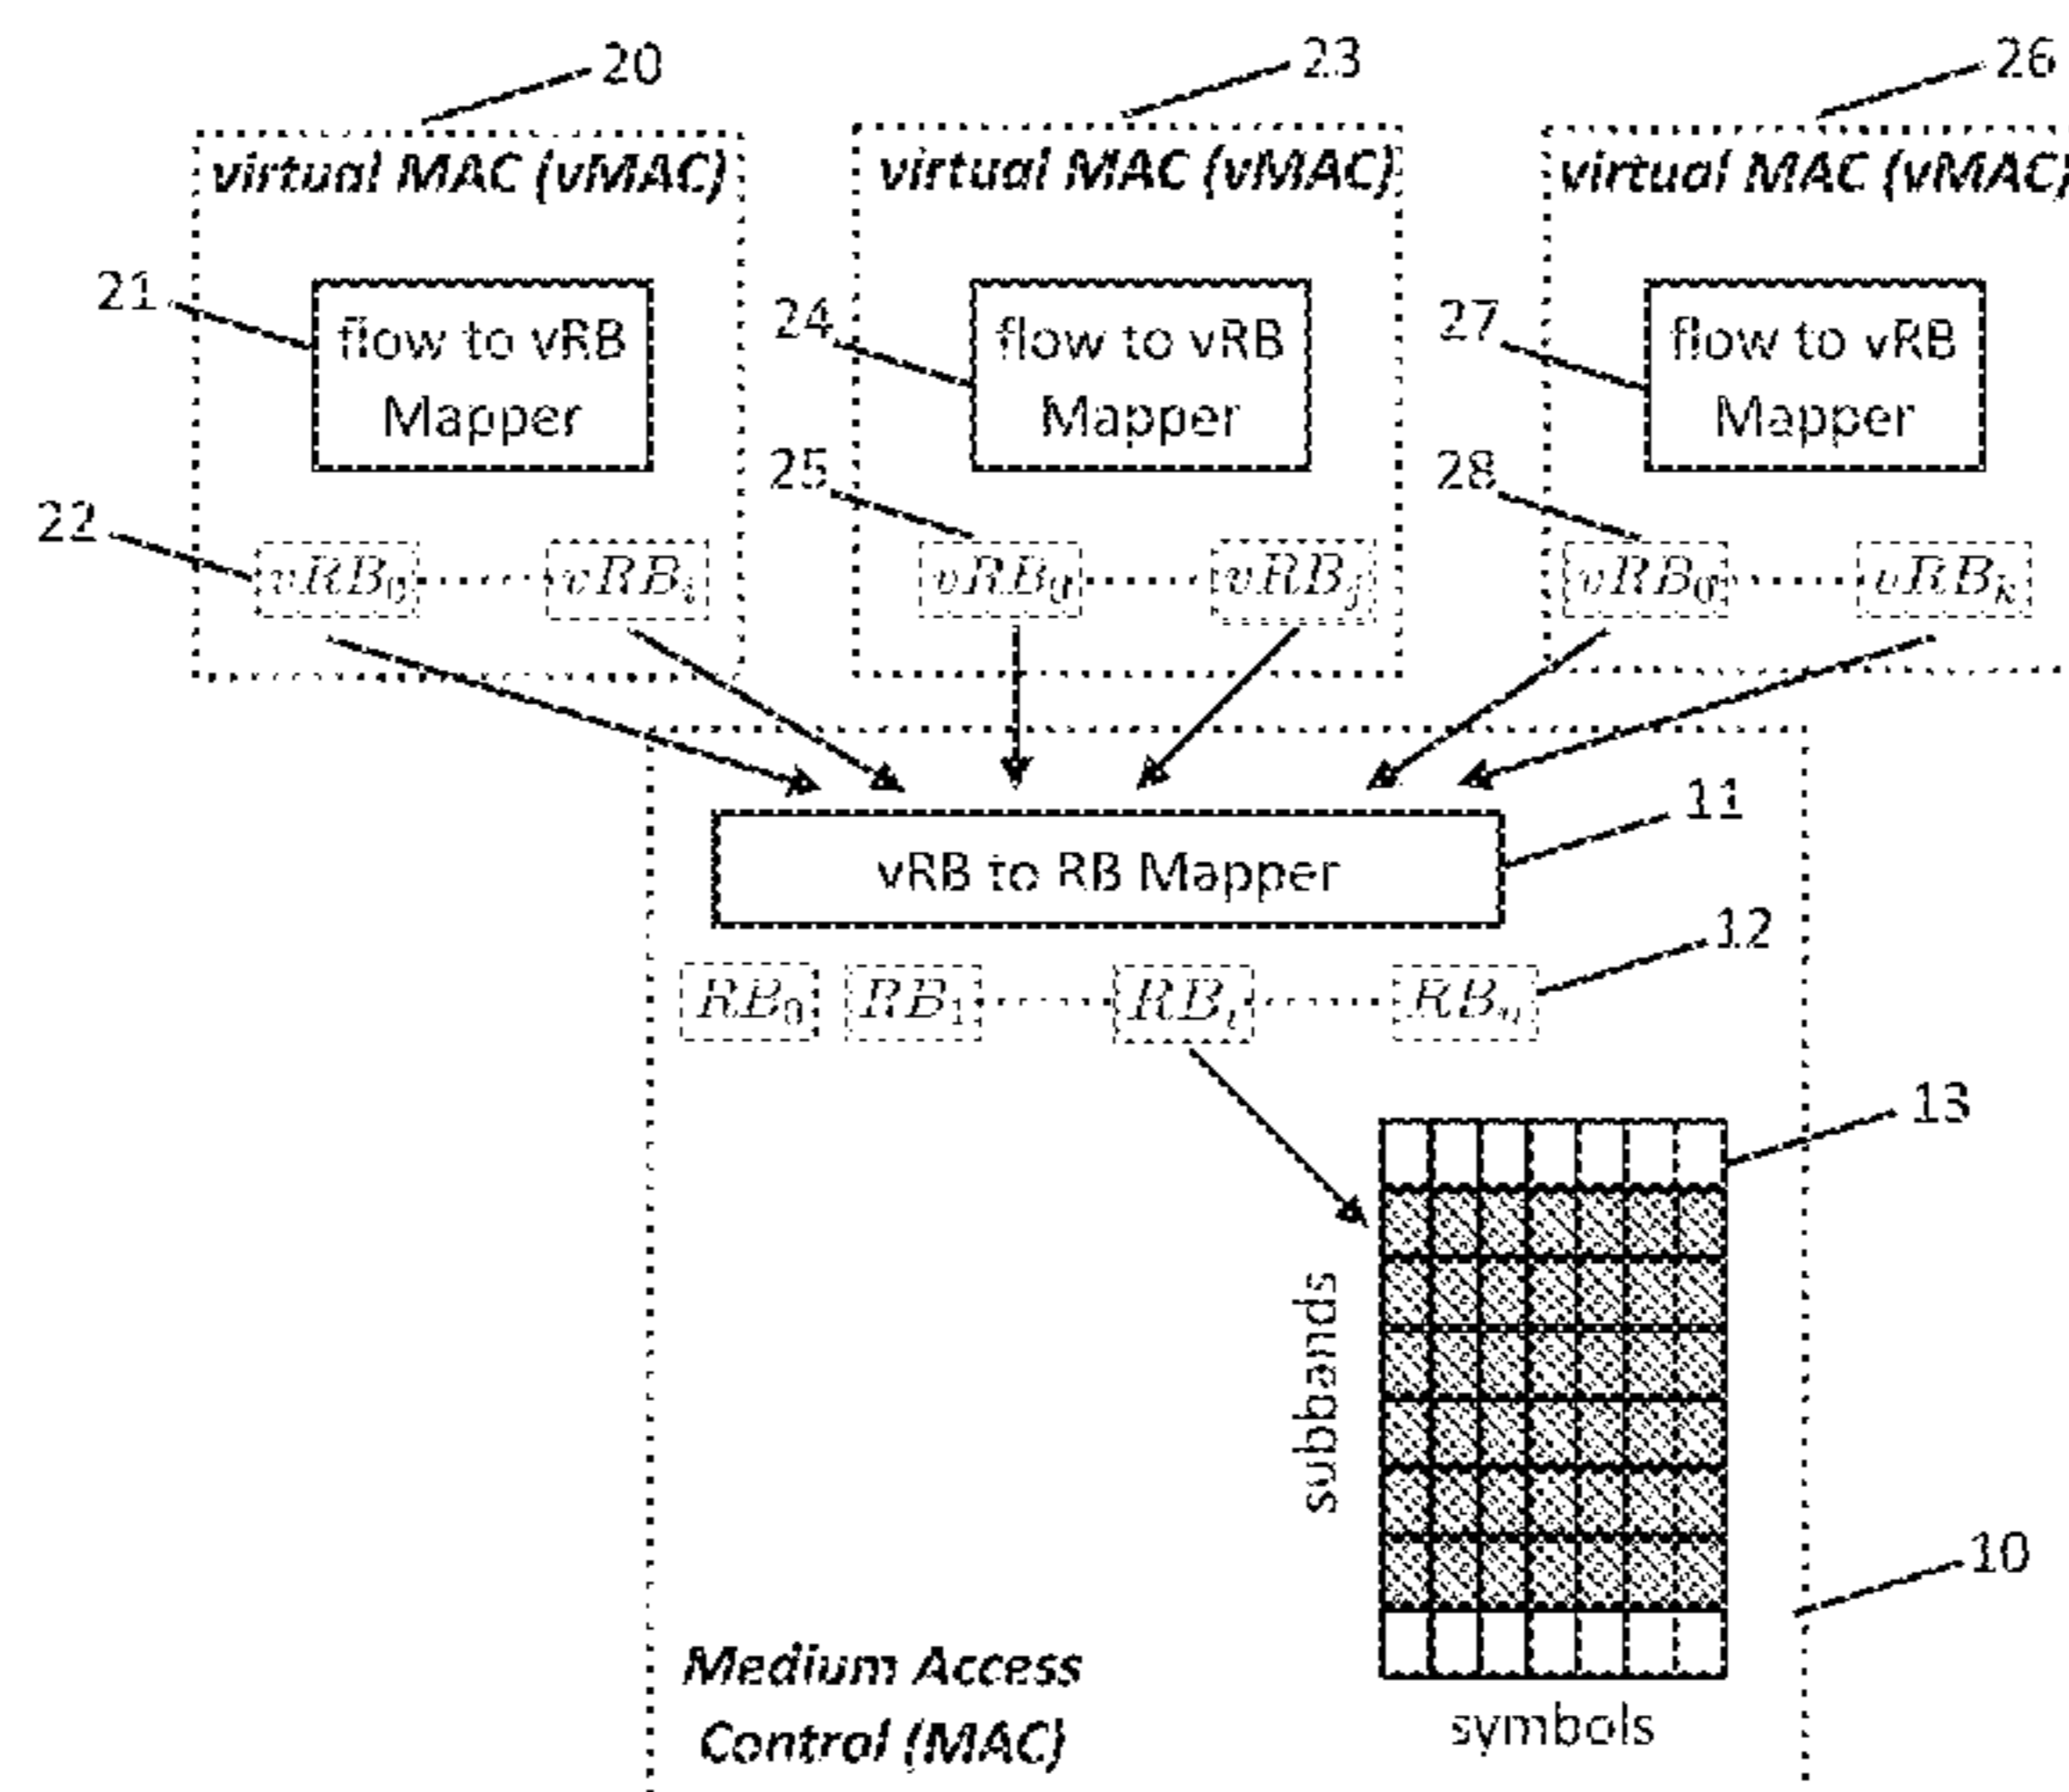 20
23
26
virtual MAC (vMAC)
virtual MAC (vMAC)
virtual MAC (vMAC)
21
flow to vRB
Mapper
24
flow to vRB
Mapper
27
flow to vRB
Mapper
22
25
28
vRB₀
vRBᵢ
vRB₀
vRBⱼ
vRB₀
vRBₖ
11
vRB to RB Mapper
12
RB₀
RB₁
RBᵢ
RBₙ
13
subbands
10
symbols
Medium Access
Control (MAC)